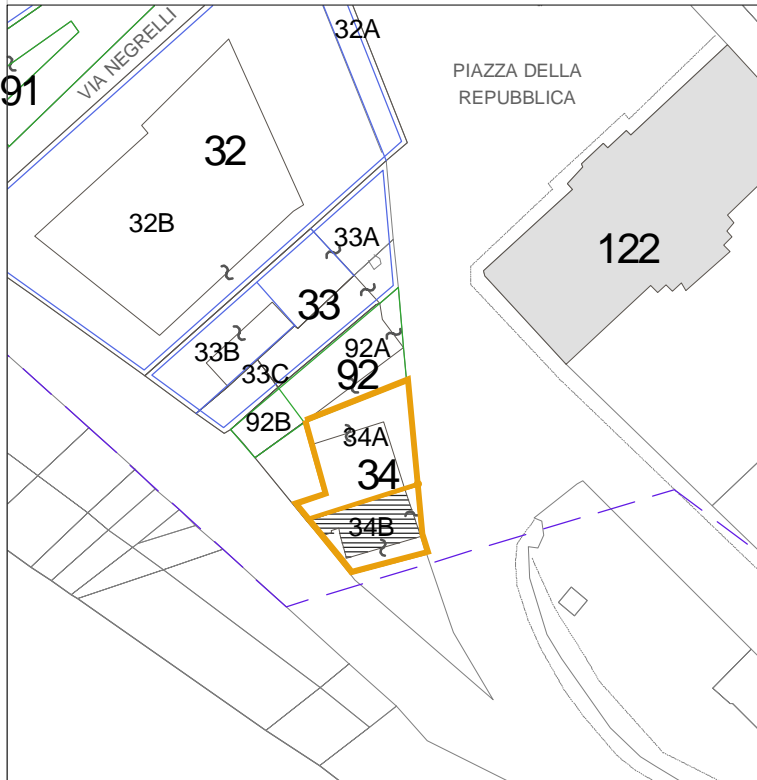 32A
VIA NEGRELLI
PIAZZA DELLA
REPUBBLICA
91
32
32B
33A
122
33
33B
92A
33C
92
92B
34A
34
34B